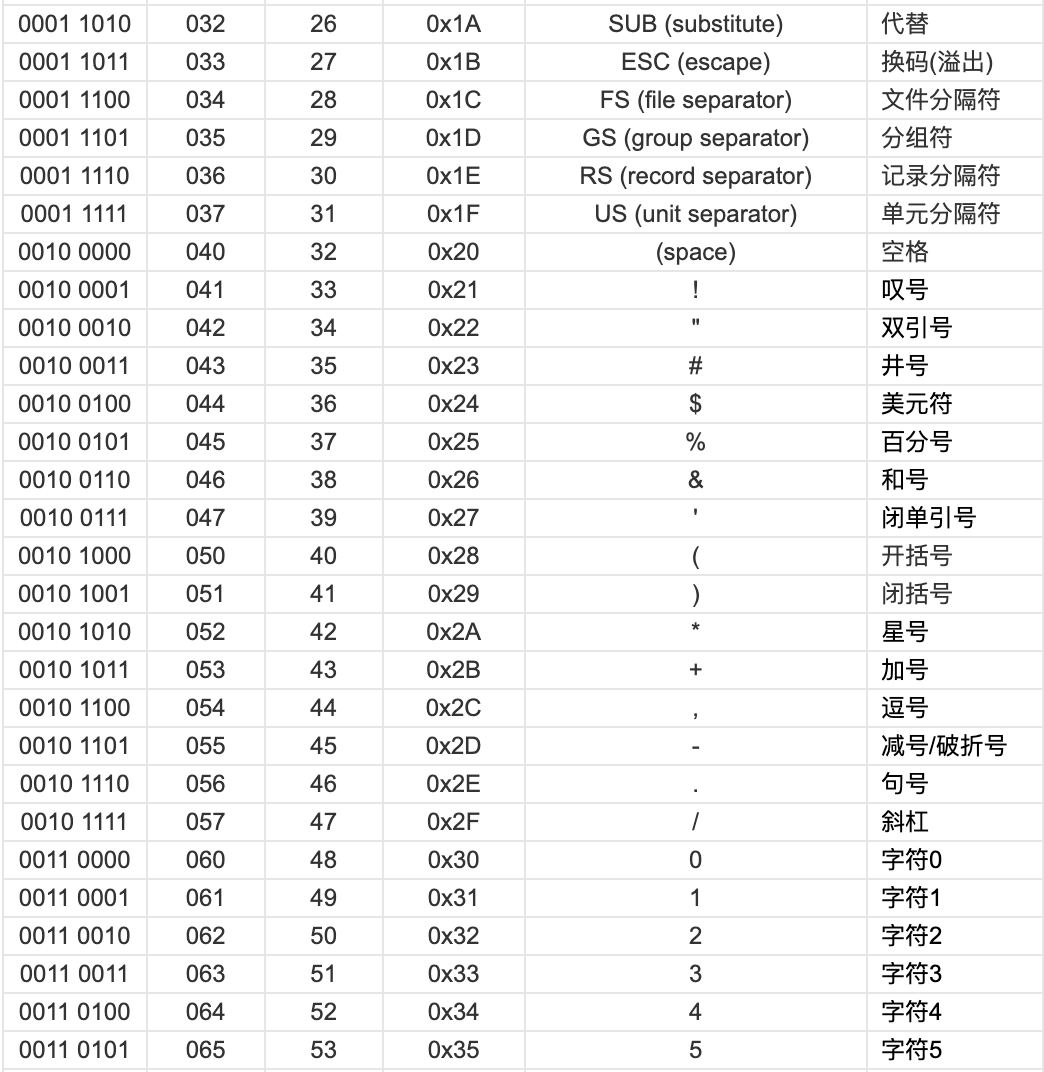 0001 1010 032 26 0x1A SUB (substitute) 代替
0001 1011 033 27 0x1B ESC (escape) 换码(溢出)
0001 1100 034 28 0x1C FS (file separator) 文件分隔符
0001 1101 035 29 0x1D GS (group separator) 分组符
0001 1110 036 30 0x1E RS (record separator) 记录分隔符
0001 1111 037 31 0x1F US (unit separator) 单元分隔符
0010 0000 040 32 0x20 (space) 空格
0010 0001 041 33 0x21 ! 叹号
0010 0010 042 34 0x22 " 双引号
0010 0011 043 35 0x23 # 井号
0010 0100 044 36 0x24 $ 美元符
0010 0101 045 37 0x25 % 百分号
0010 0110 046 38 0x26 & 和号
0010 0111 047 39 0x27 ' 闭单引号
0010 1000 050 40 0x28 ( 开括号
0010 1001 051 41 0x29 ) 闭括号
0010 1010 052 42 0x2A * 星号
0010 1011 053 43 0x2B + 加号
0010 1100 054 44 0x2C , 逗号
0010 1101 055 45 0x2D - 减号/破折号
0010 1110 056 46 0x2E . 句号
0010 1111 057 47 0x2F / 斜杠
0011 0000 060 48 0x30 0 字符0
0011 0001 061 49 0x31 1 字符1
0011 0010 062 50 0x32 2 字符2
0011 0011 063 51 0x33 3 字符3
0011 0100 064 52 0x34 4 字符4
0011 0101 065 53 0x35 5 字符5